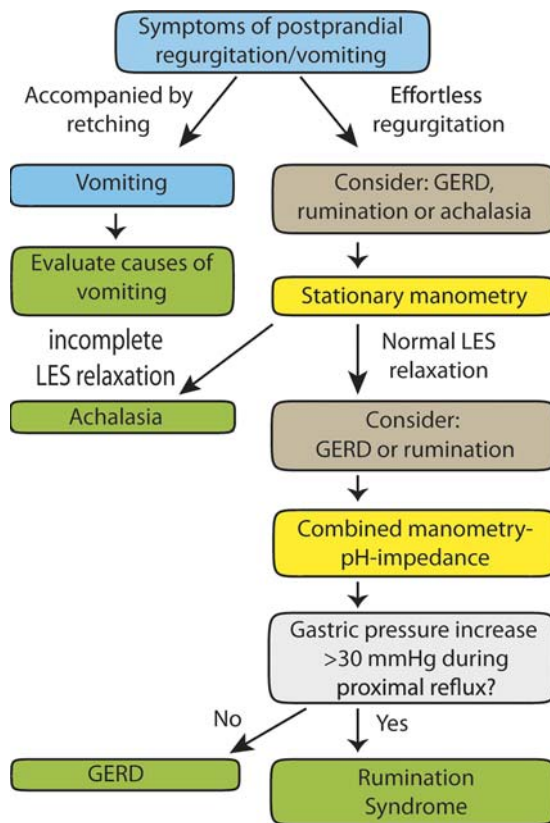 Symptoms of postprandial
regurgitation/vomiting
Accompanied by
retching
Effortless
regurgitation
Vomiting
Consider: GERD,
rumination or achalasia
Evaluate causes of
vomiting
Stationary manometry
incomplete
LES relaxation
Normal LES
relaxation
Achalasia
Consider:
GERD or rumination
Combined manometry-
pH-impedance
Gastric pressure increase
>30 mmHg during
proximal reflux?
No
Yes
GERD
Rumination
Syndrome